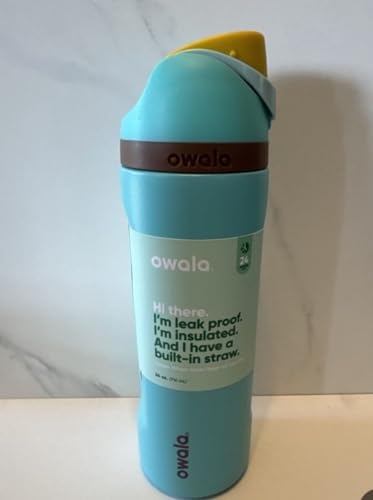 owala
owala
24
Hi there.
I'm leak proof.
I'm insulated.
And I have a
built-in straw.
owala